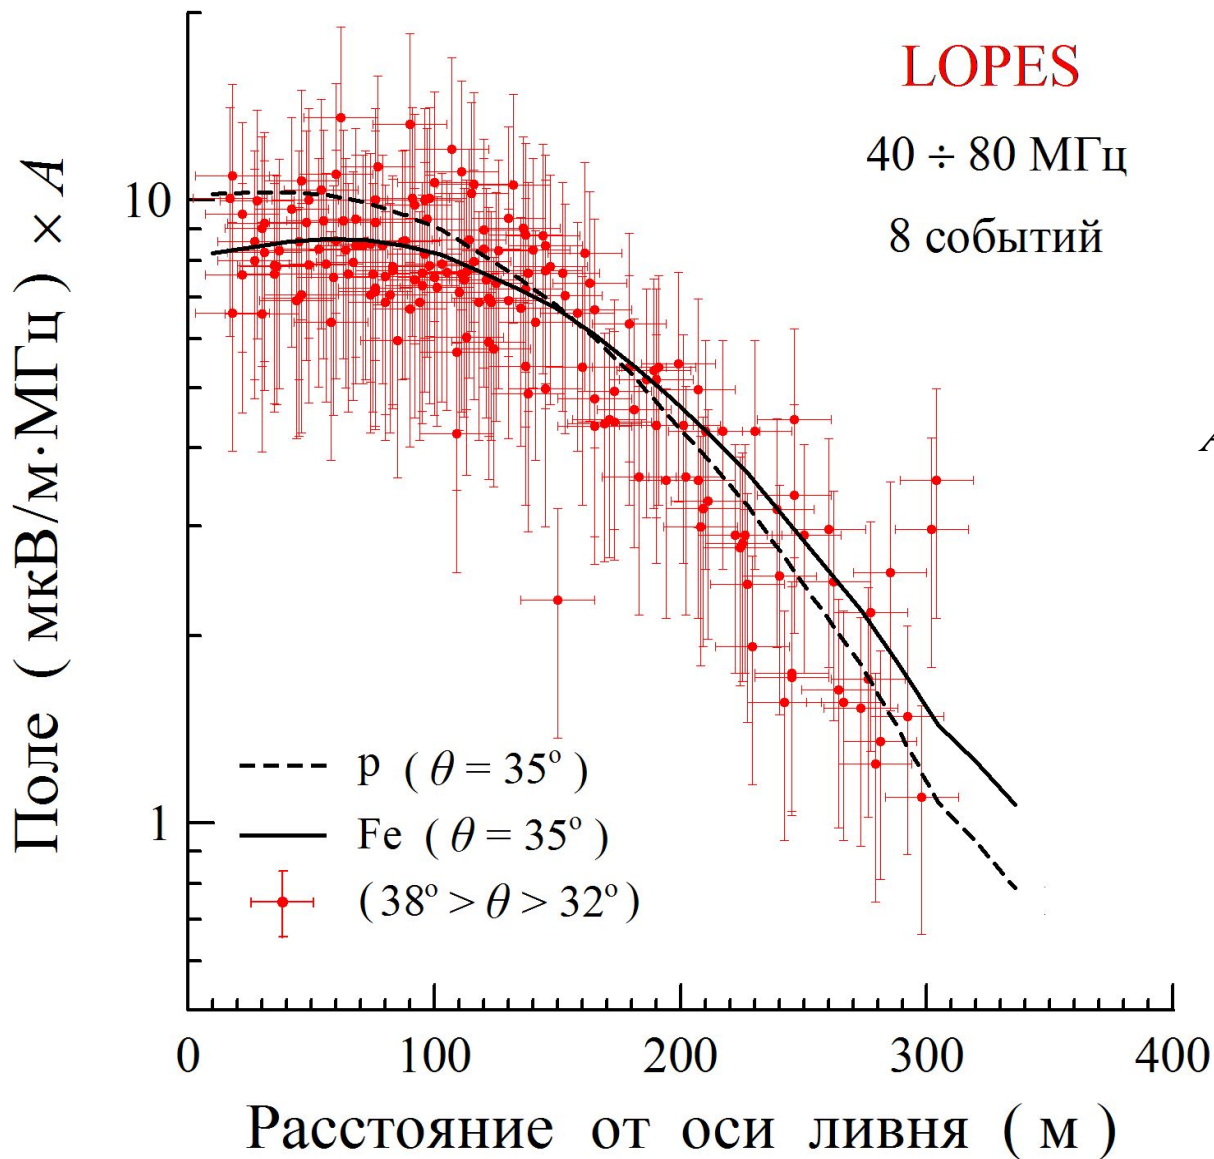 LOPES
40 ÷ 80 МГц
8 событий
Поле ( мкВ/м·МГц ) × A
10
1
p ( θ = 35° )
Fe ( θ = 35° )
(38° > θ > 32°)
0 100 200 300 400
Расстояние от оси ливня ( м )